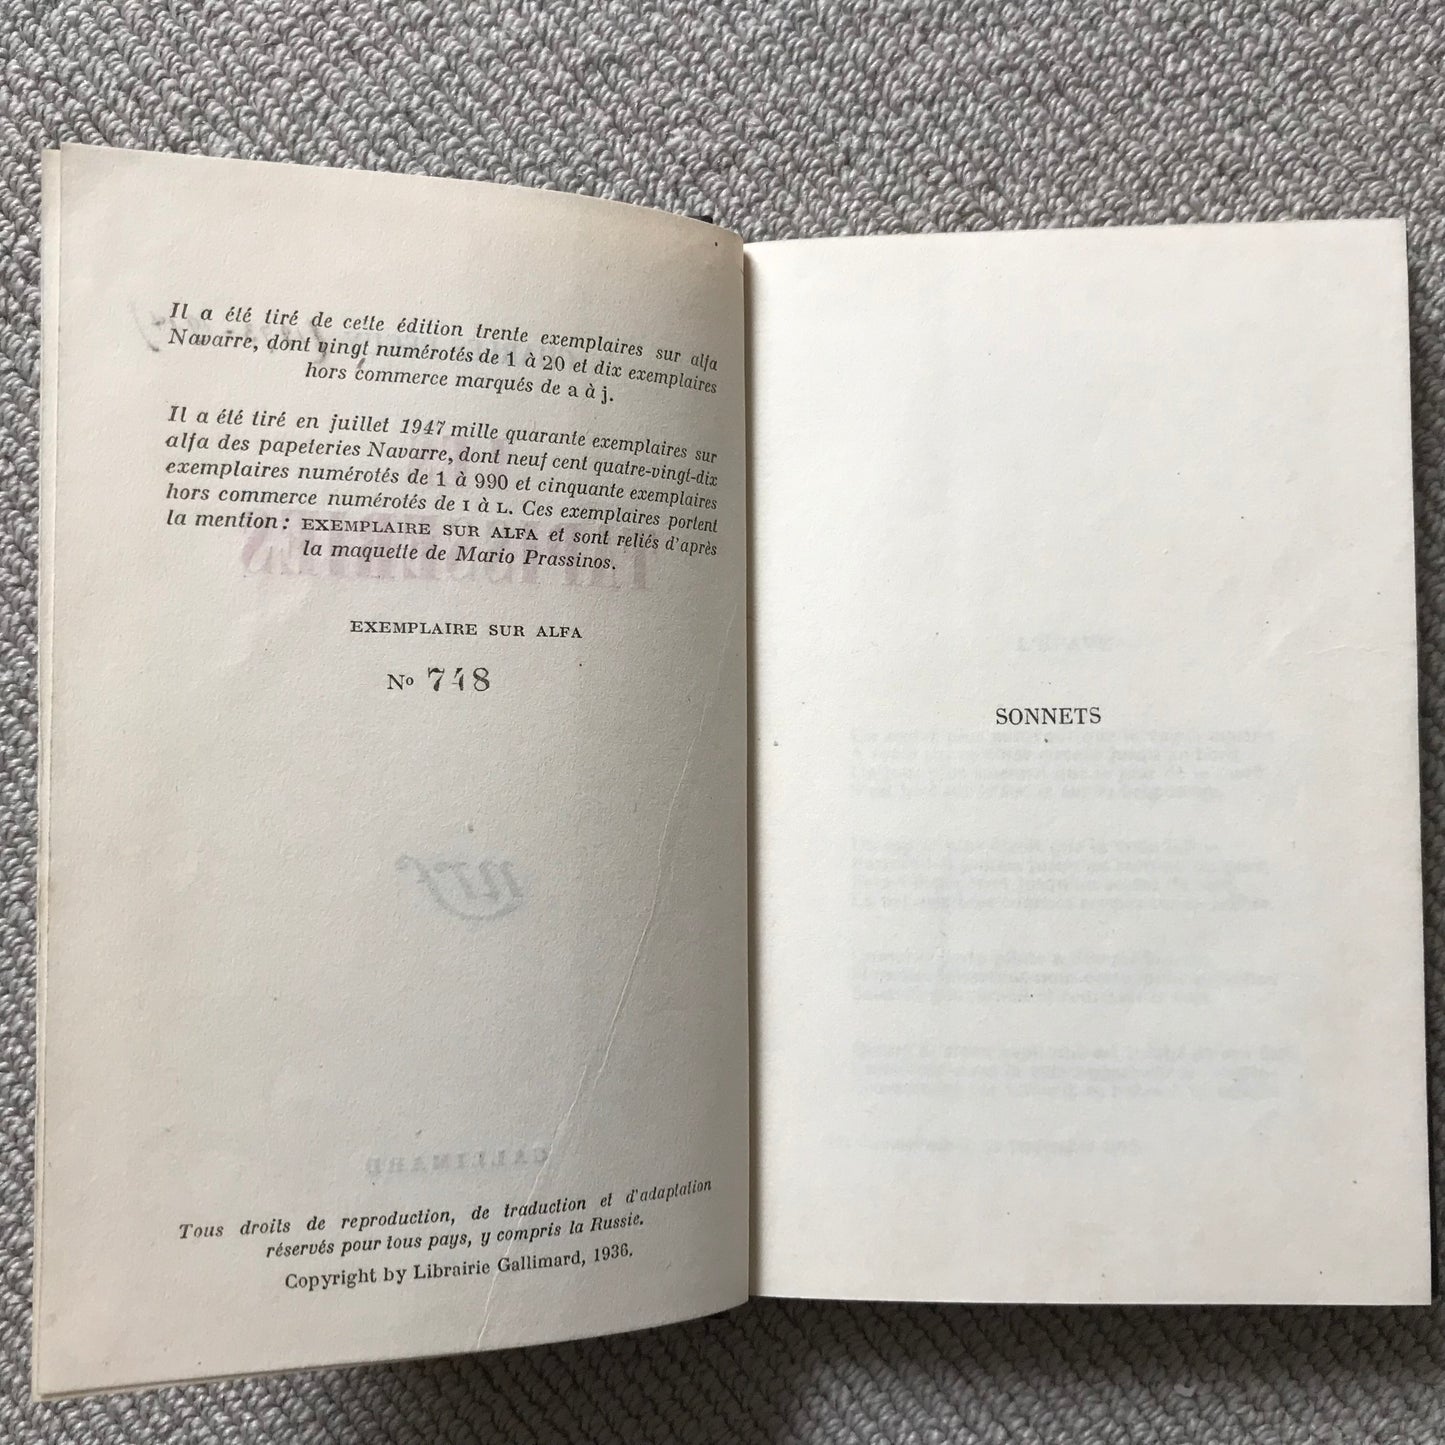 Il a été tiré de cette édition trente exemplaires sur alfa
Navarre, dont vingt numérotés de 1 à 20 et dix exemplaires
hors commerce marqués de a à j.
Il a été tiré en juillet 1947 mille quarante exemplaires sur
alfa des papeteries Navarre, dont neuf cent quatre-vingt-dix
exemplaires numérotés de 1 à 990 et cinquante exemplaires
hors commerce numérotés de I à L. Ces exemplaires portent
la mention : EXEMPLAIRE SUR ALFA et sont reliés d'après
la maquette de Mario Prassinos.
EXEMPLAIRE SUR ALFA
No 748
Tous droits de reproduction, de traduction et d'adaptation
réservés pour tous pays, y compris la Russie.
Copyright by Librairie Gallimard, 1936.
SONNETS